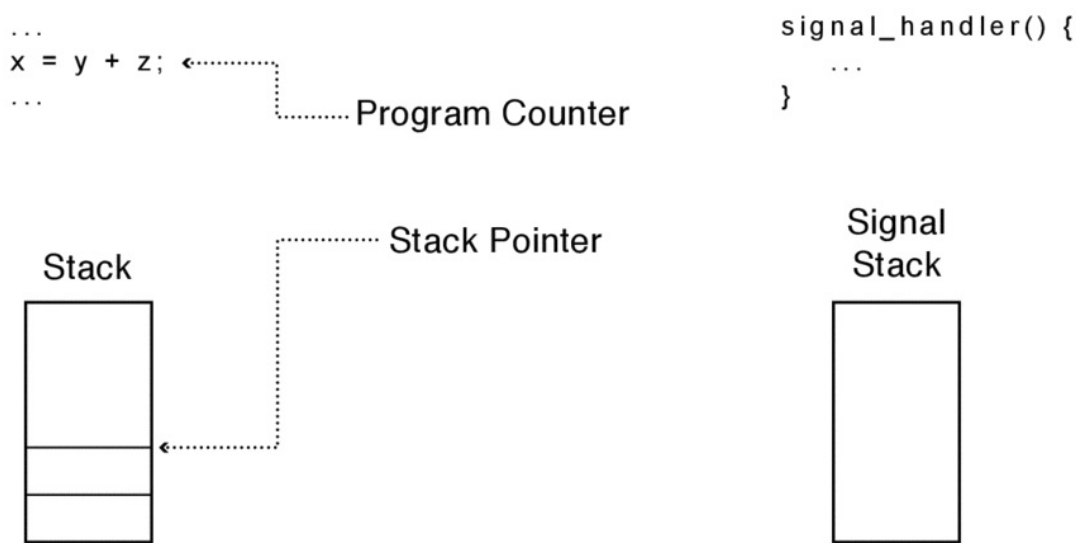 ...
x = y + z;
...
Program Counter
signal_handler() {
...
}
Stack Pointer
Stack
Signal
Stack